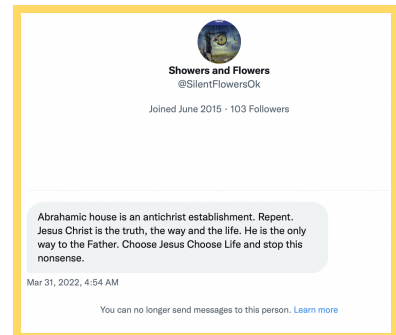 Showers and Flowers
@SilentFlowersOk
Joined June 2015 · 103 Followers
Abrahamic house is an antichrist establishment. Repent.
Jesus Christ is the truth, the way and the life. He is the only
way to the Father. Choose Jesus Choose Life and stop this
nonsense.
Mar 31, 2022, 4:54 AM
You can no longer send messages to this person. Learn more